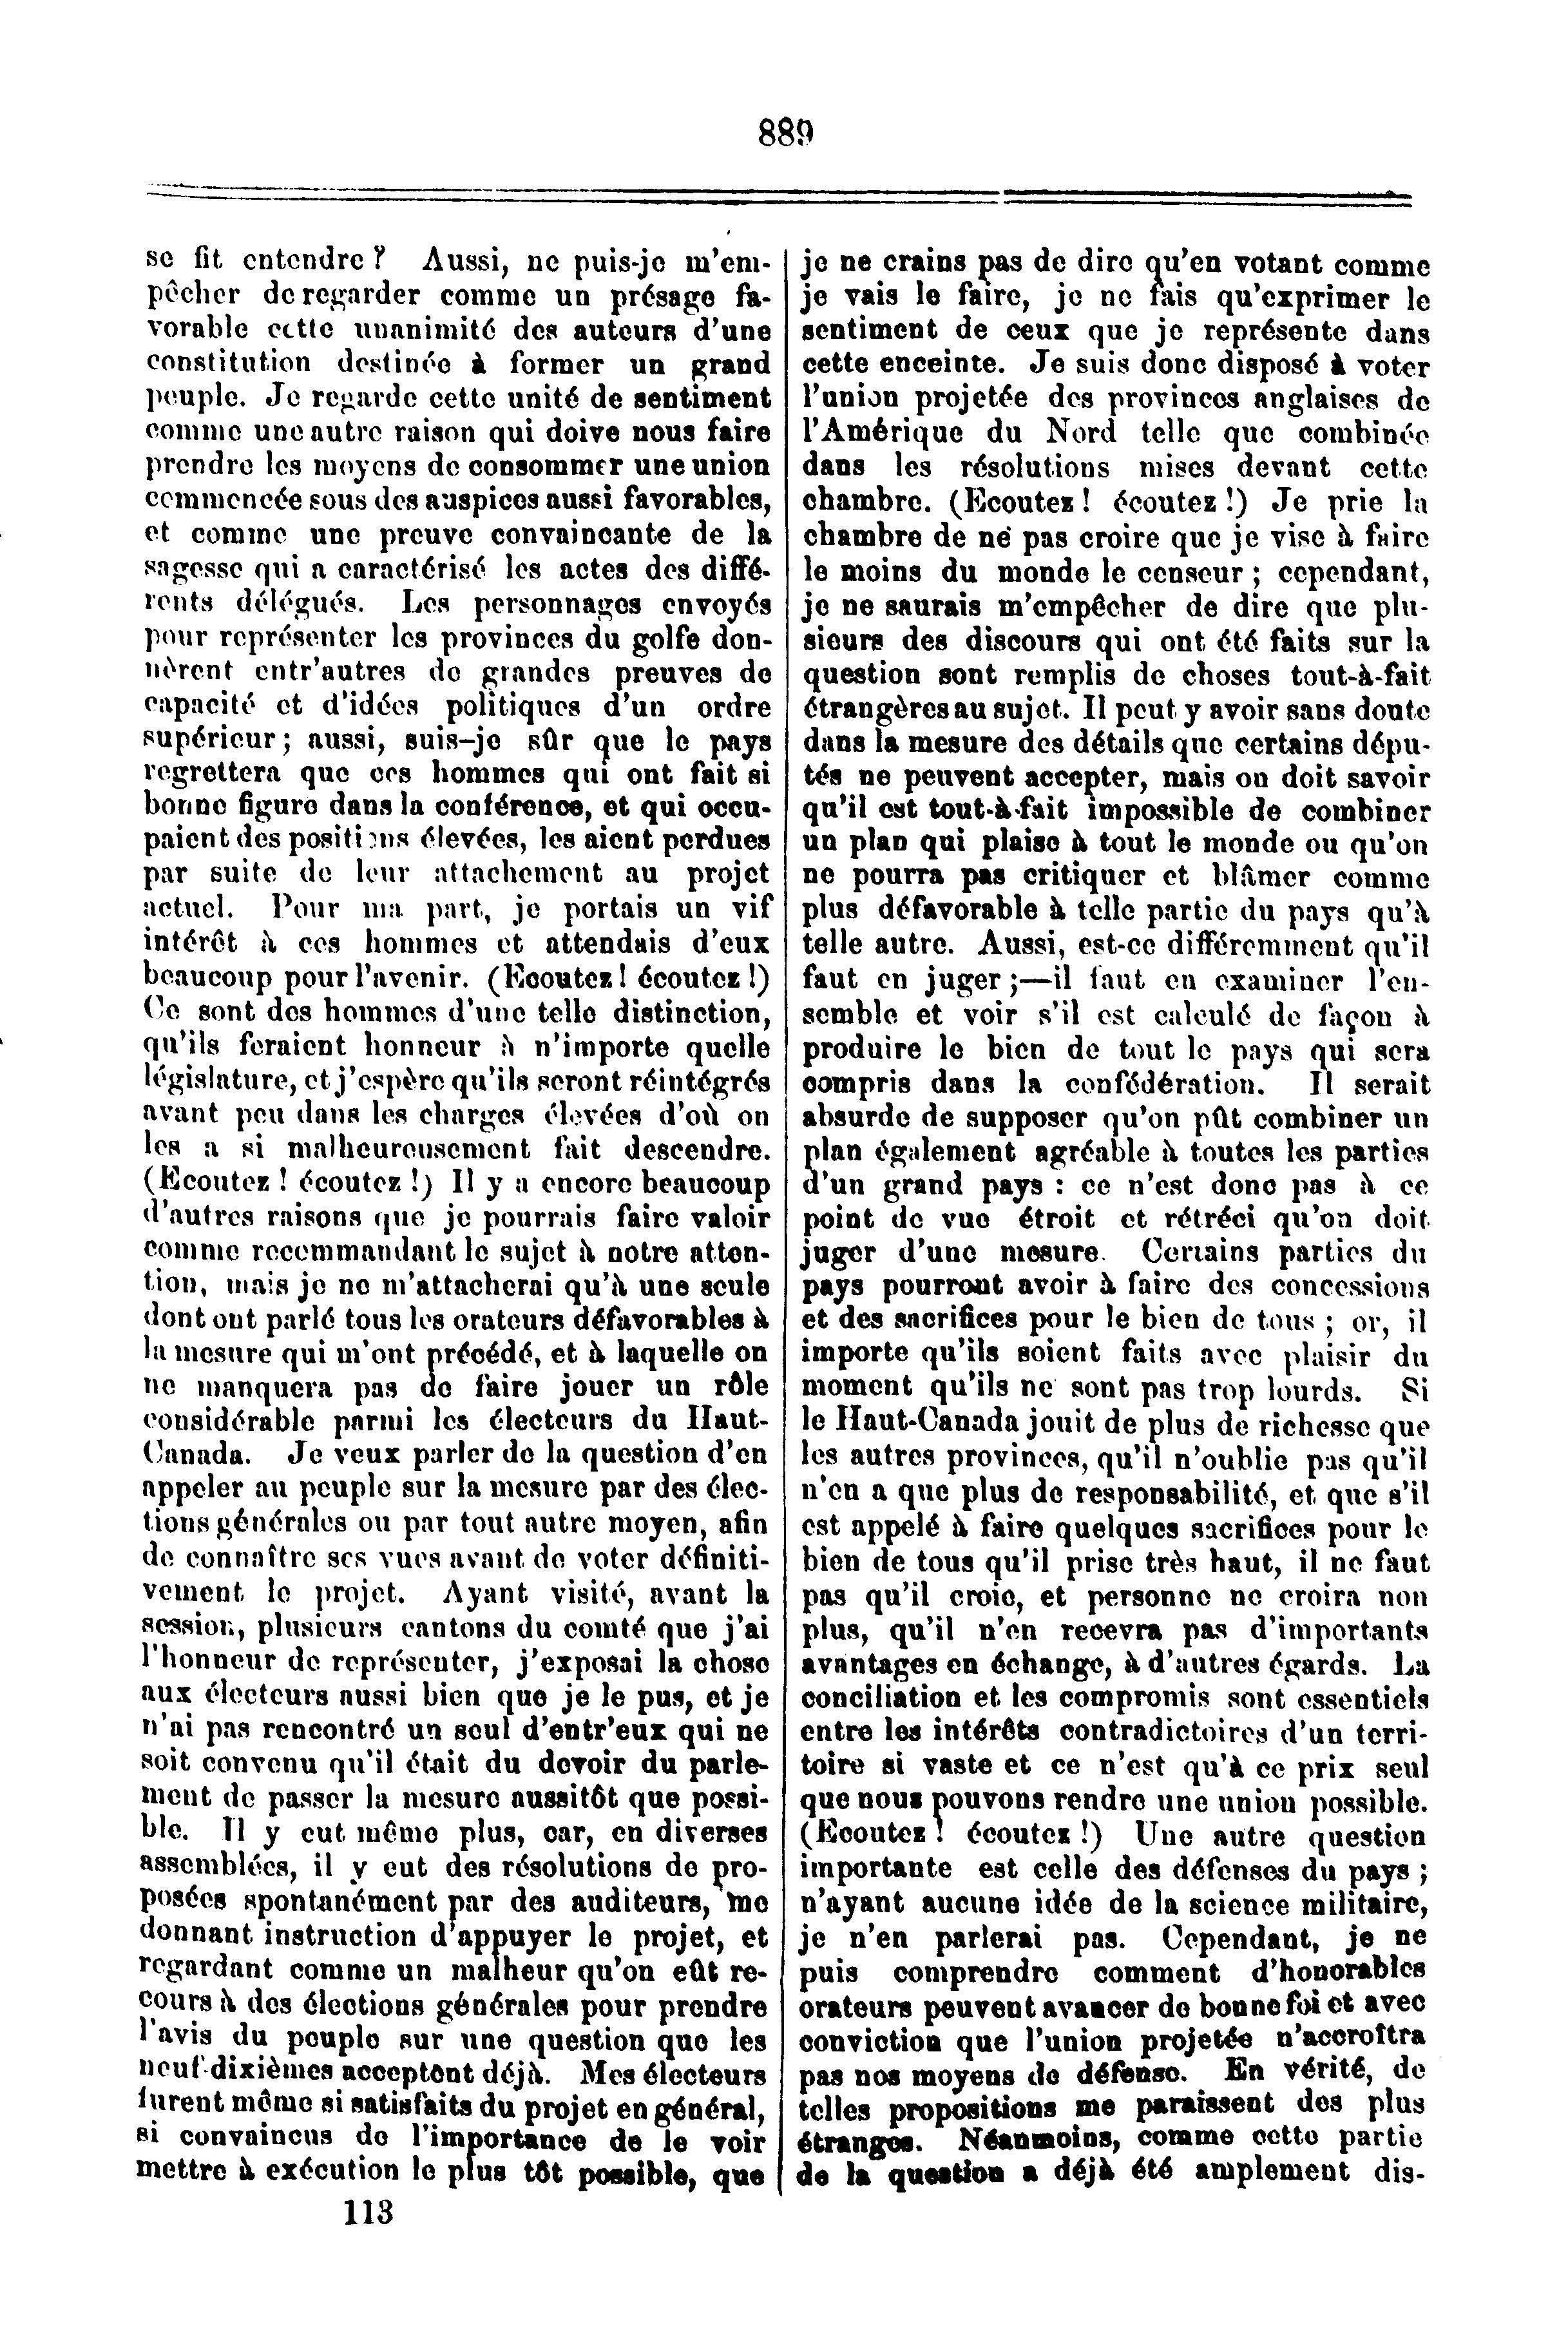 889
se fit entendre ? Aussi, ne puis-je m'em-
pêcher de regarder comme un présage fa-
vorable cette unanimité des auteurs d'une
constitution destinée à former un grand
peuple. Je regarde cette unité de sentiment
comme une autre raison qui doive nous faire
prendre les moyens de consommer une union
commencée sous des auspices aussi favorables,
et comme une preuve convaincante de la
sagesse qui a caractérisé les actes des diffé-
rents délégués. Les personnages envoyés
pour représenter les provinces du golfe don-
nèrent entr'autres de grandes preuves de
capacité et d'idées politiques d'un ordre
supérieur ; aussi, suis-je sûr que le pays
regrettera que ces hommes qui ont fait si
bonne figure dans la conférence, et qui occu-
paient des positions élevées, les aient perdues
par suite de leur attachement au projet
actuel. Pour ma part, je portais un vif
intérêt à ces hommes et attendais d'eux
beaucoup pour l'avenir. (Ecoutez ! écoutez !)
Ce sont des hommes d'une telle distinction,
qu'ils feraient honneur à n'importe quelle
législature, et j'espère qu'ils seront réintégrés
avant peu dans les charges élevées d'où on
les a si malheureusement fait descendre.
(Ecoutez ! écoutez !) Il y a encore beaucoup
d'autres raisons que je pourrais faire valoir
comme recommandant le sujet à notre atten-
tion, mais je ne m'attacherai qu'à une seule
dont ont parlé tous les orateurs défavorables à
la mesure qui m'ont précédé, et à laquelle on
ne manquera pas de faire jouer un rôle
considérable parmi les électeurs du Haut-
Canada. Je veux parler de la question d'en
appeler au peuple sur la mesure par des élec-
tions générales ou par tout autre moyen, afin
de connaître ses vues avant de voter définiti-
vement le projet. Ayant visité, avant la
session, plusieurs cantons du comté que j'ai
l'honneur de représenter, j'exposai la chose
aux électeurs aussi bien que je le pus, et je
n'ai pas rencontré un seul d'entr'eux qui ne
soit convenu qu'il était du devoir du parle-
ment de passer la mesure aussitôt que possi-
ble. Il y eut même plus, car, en diverses
assemblées, il y eut des résolutions de pro-
posées spontanément par des auditeurs, me
donnant instruction d'appuyer le projet, et
regardant comme un malheur qu'on eût re-
cours à des élections générales pour prendre
l'avis du peuple sur une question que les
neuf-dixièmes acceptent déjà. Mes électeurs
furent même si satisfaits du projet en général,
si convaincus de l'importance de le voir
mettre à exécution le plus tôt possible, que
113
je ne crains pas de dire qu'en votant comme
je vais le faire, je ne fais qu'exprimer le
sentiment de ceux que je représente dans
cette enceinte. Je suis donc disposé à voter
l'union projetée des provinces anglaises de
l'Amérique du Nord telle que combinée
dans les résolutions mises devant cette
chambre. (Ecoutez ! écoutez !) Je prie la
chambre de ne pas croire que je vise à faire
le moins du monde le censeur ; cependant,
je ne saurais m'empêcher de dire que plu-
sieurs des discours qui ont été faits sur la
question sont remplis de choses tout-à-fait
étrangères au sujet. Il peut y avoir sans doute
dans la mesure des détails que certains dépu-
tés ne peuvent accepter, mais on doit savoir
qu'il est tout-à-fait impossible de combiner
un plan qui plaise à tout le monde ou qu'on
ne pourra pas critiquer et blâmer comme
plus défavorable à telle partie du pays qu'à
telle autre. Aussi, est-ce différemment qu'il
faut en juger ;—il faut en examiner l'en-
semble et voir s'il est calculé de façon à
produire le bien de tout le pays qui sera
compris dans la confédération. Il serait
absurde de supposer qu'on pût combiner un
plan également agréable à toutes les parties
d'un grand pays : ce n'est donc pas à ce
point de vue étroit et rétréci qu'on doit
juger d'une mesure. Certains parties du
pays pourront avoir à faire des concessions
et des sacrifices pour le bien de tous ; or, il
importe qu'ils soient faits avec plaisir du
moment qu'ils ne sont pas trop lourds. Si
le Haut-Canada jouit de plus de richesse que
les autres provinces, qu'il n'oublie pas qu'il
n'en a que plus de responsabilité, et que s'il
est appelé à faire quelques sacrifices pour le
bien de tous qu'il prise très haut, il ne faut
pas qu'il croie, et personne ne croira non
plus, qu'il n'en recevra pas d'importants
avantages en échange, à d'autres égards. La
conciliation et les compromis sont essentiels
entre les intérêts contradictoires d'un terri-
toire si vaste et ce n'est qu'à ce prix seul
que nous pouvons rendre une union possible.
(Ecoutez ! écoutez !) Une autre question
importante est celle des défenses du pays ;
n'ayant aucune idée de la science militaire,
je n'en parlerai pas. Cependant, je ne
puis comprendre comment d'honorables
orateurs peuvent avancer de bonne foi et avec
conviction que l'union projetée n'accroîtra
pas nos moyens de défense. En vérité, de
telles propositions me paraissent des plus
étranges. Néanmoins, comme cette partie
de la question a déjà été amplement dis-